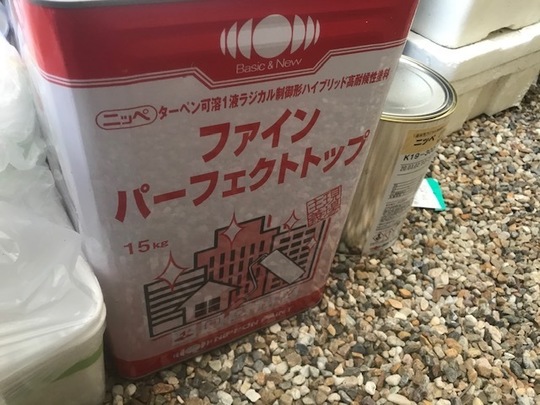 Basic & New
ニッペ ターペン可溶1液ラジカル制御形ハイブリッド高耐候性塗料
ファイン
パーフェクトトップ
15kg
NIPPON PAINT
ニッペ